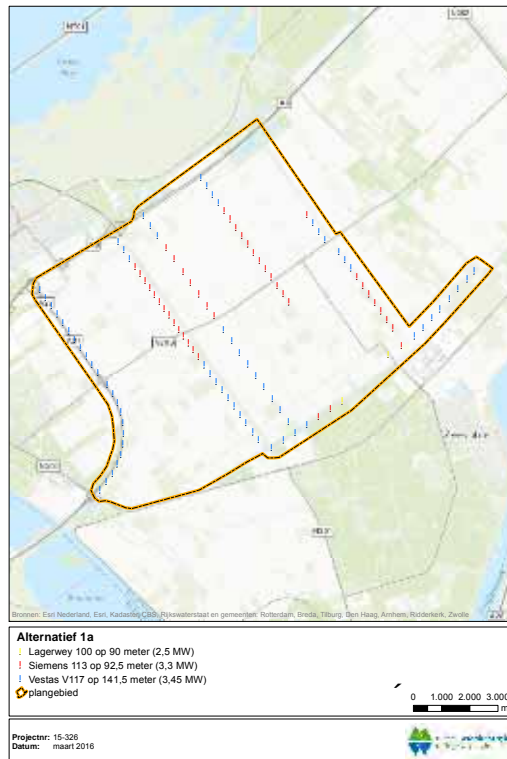 Bronnen: Esri Nederland, Esri, Kadaster, CBS, Rijkswaterstaat en gemeenten: Rotterdam, Breda, Tilburg, Den Haag, Arnhem, Ridderkerk, Zwolle
Alternatief 1a
Lagerwey 100 op 90 meter (2,5 MW)
Siemens 113 op 92,5 meter (3,3 MW)
Vestas V117 op 141,5 meter (3,45 MW)
plangebied
0 1.000 2.000 3.000
m
Projectnr: 15-326
Datum: maart 2016